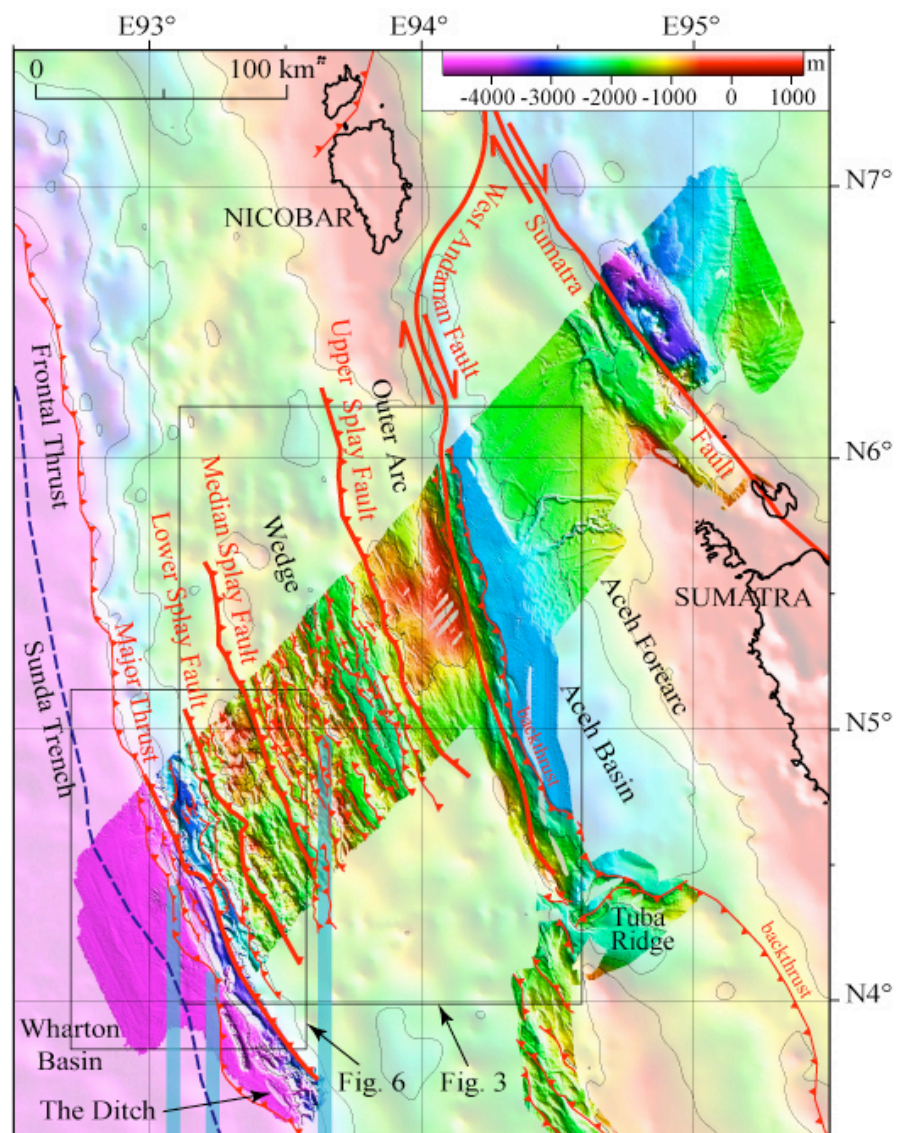 E93° E94° E95°
0 100 km
m
-4000 -3000 -2000 -1000 0 1000
N7°
NICOBAR
West Andaman Fault
Sumatra
Fault
Frontal Thrust
Upper Splay Fault
Outer Arc
N6°
Median Splay Fault
Wedge
Lower Splay Fault
SUMATRA
Aceh Forearc
Major Thrust
Sunda Trench
N5°
backthrust
Aceh Basin
Tuba
Ridge
backthrust
N4°
Wharton
Basin
Fig. 6
Fig. 3
The Ditch